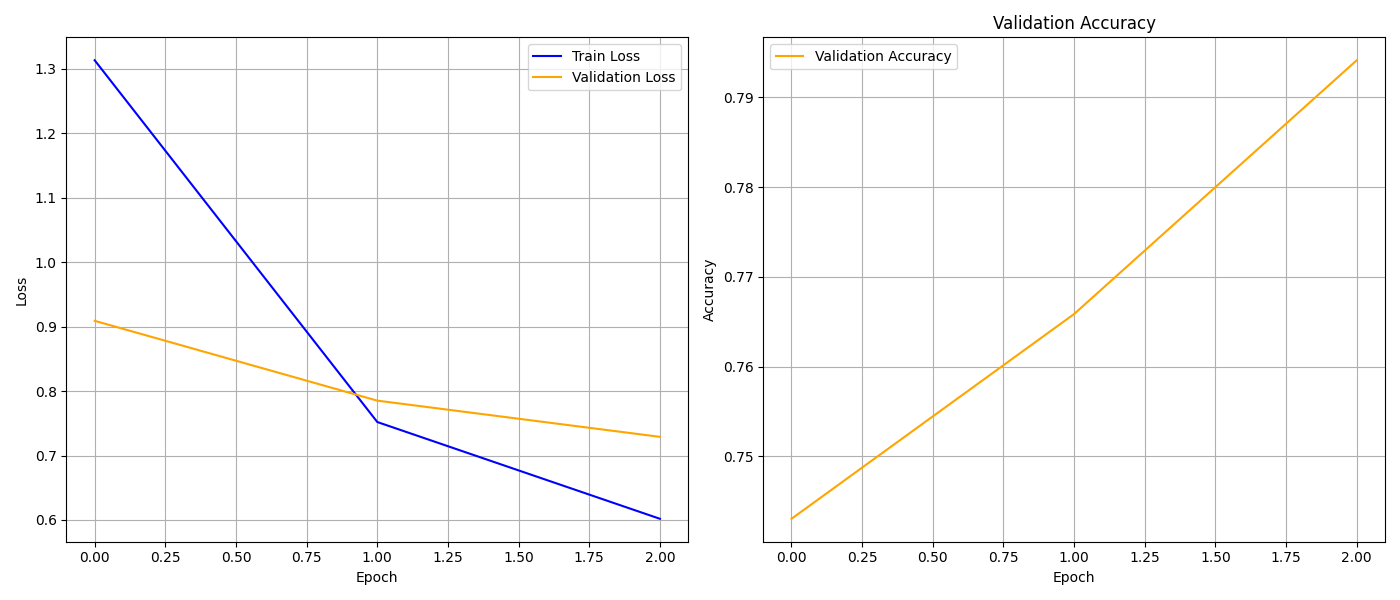 Train Loss
Validation Loss
1.3
1.2
1.1
1.0
0.9
0.8
0.7
0.6
Loss
0.00 0.25 0.50 0.75 1.00 1.25 1.50 1.75 2.00
Epoch
Validation Accuracy
Validation Accuracy
0.79
0.78
0.77
0.76
0.75
Accuracy
0.00 0.25 0.50 0.75 1.00 1.25 1.50 1.75 2.00
Epoch